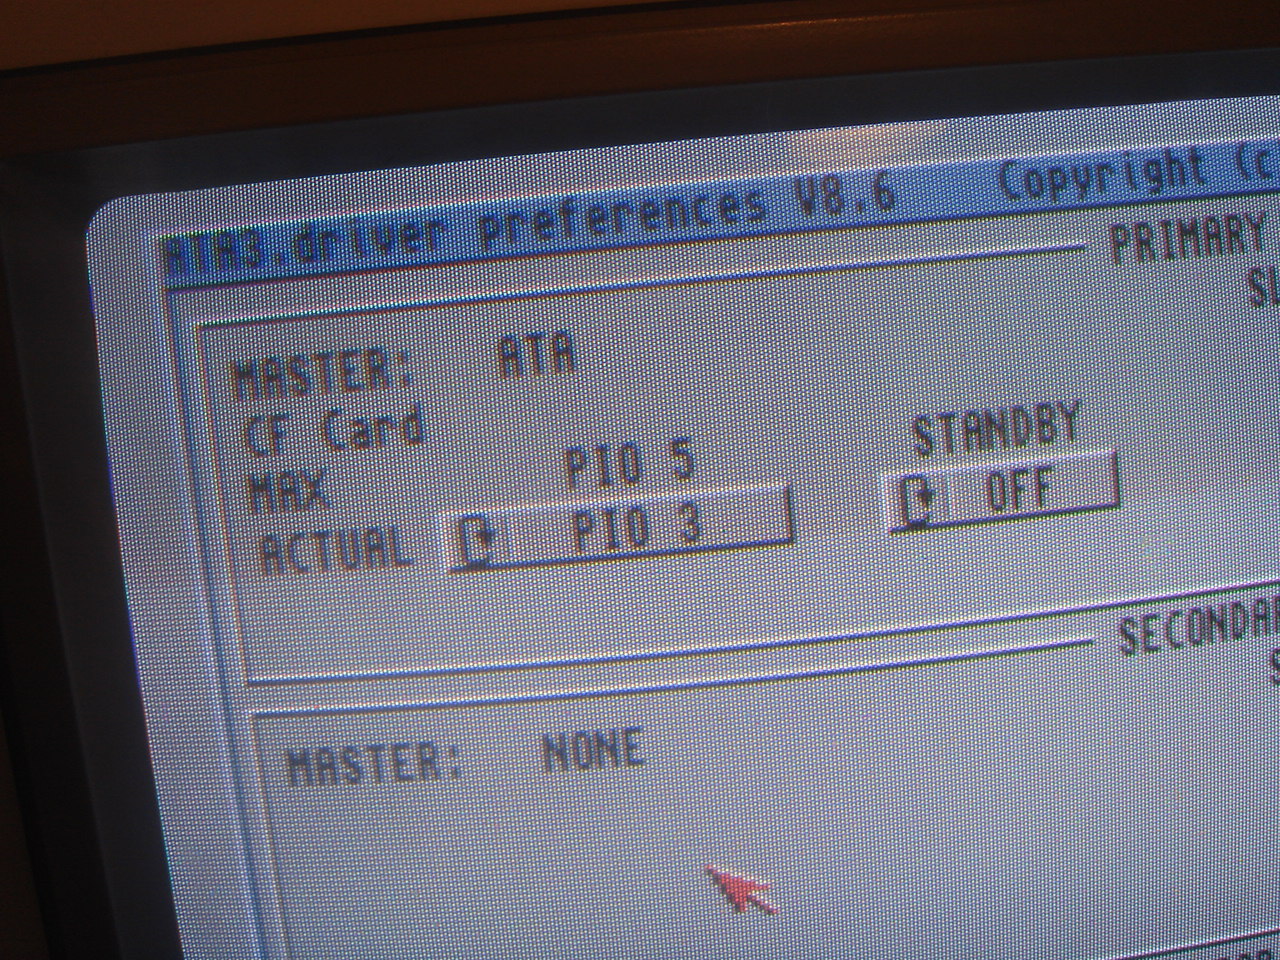 ATA3.driver preferences V8.6 Copyright (c
PRIMARY
MASTER: ATA
CF Card
MAX PIO 5 STANDBY
ACTUAL PIO 3 OFF
SECONDA
MASTER: NONE